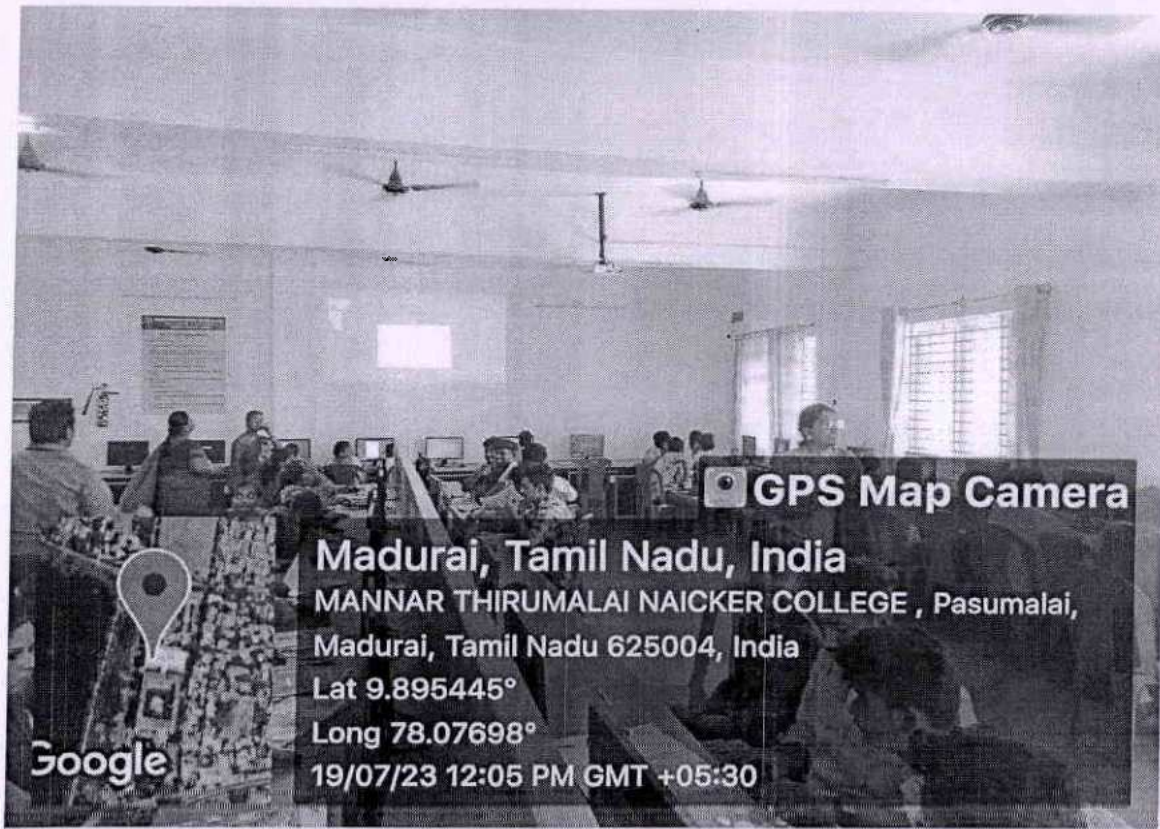 GPS Map Camera
Madurai, Tamil Nadu, India
MANNAR THIRUMALAI NAICKER COLLEGE , Pasumalai,
Madurai, Tamil Nadu 625004, India
Lat 9.895445°
Long 78.07698°
19/07/23 12:05 PM GMT +05:30
Google